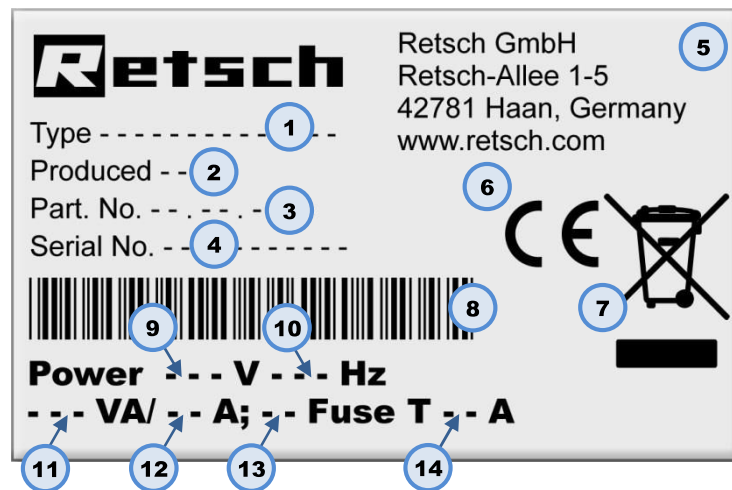 Retsch
Retsch GmbH
Retsch-Allee 1-5
42781 Haan, Germany
www.retsch.com
5
Type - - - - - - - - - - 1 - -
Produced - - 2
Part. No. - - . - - . - 3
Serial No. - - 4 - - - - - - -
6
CE
7
8
9
10
Power - - - V - - - Hz
- - - VA/ - - A; - - Fuse T - - A
11
12
13
14